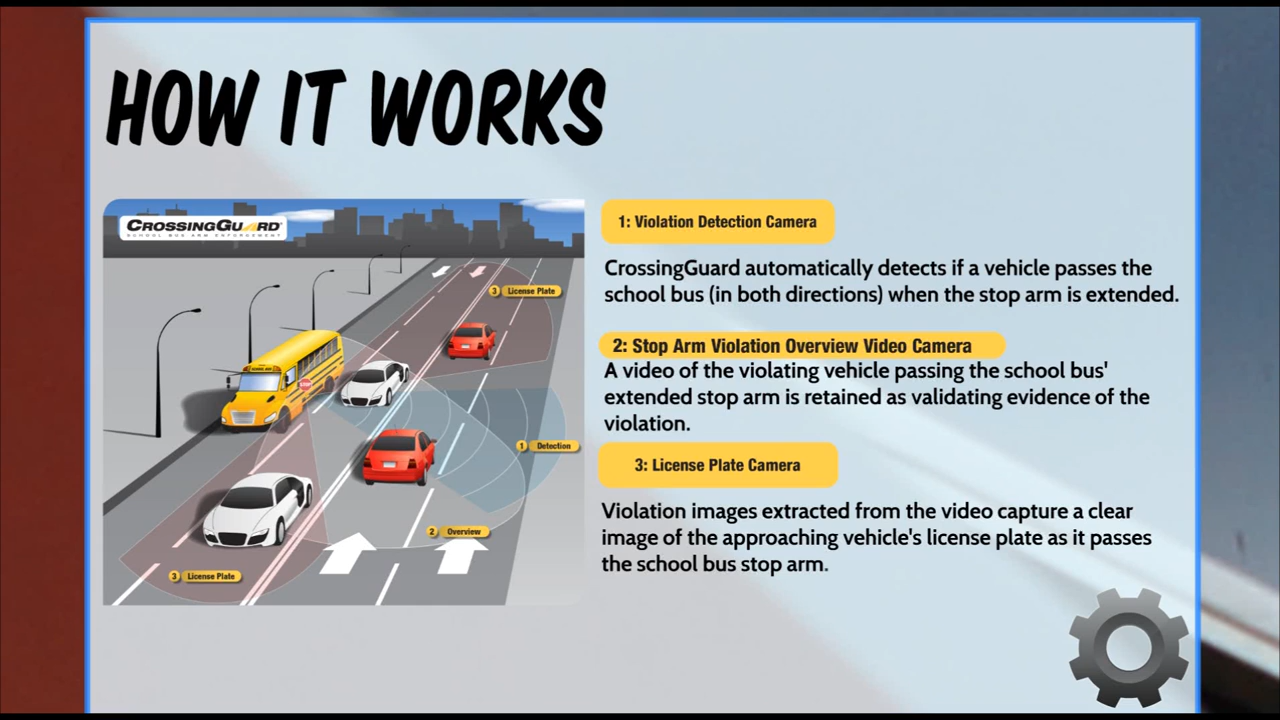 HOW IT WORKS
CROSSINGGUARD
SCHOOL BUS ARM ENFORCEMENT
SCHOOL BUS
STOP
3 License Plate
1 Detection
2 Overview
3 License Plate
1: Violation Detection Camera
CrossingGuard automatically detects if a vehicle passes the
school bus (in both directions) when the stop arm is extended.
2: Stop Arm Violation Overview Video Camera
A video of the violating vehicle passing the school bus'
extended stop arm is retained as validating evidence of the
violation.
3: License Plate Camera
Violation images extracted from the video capture a clear
image of the approaching vehicle's license plate as it passes
the school bus stop arm.